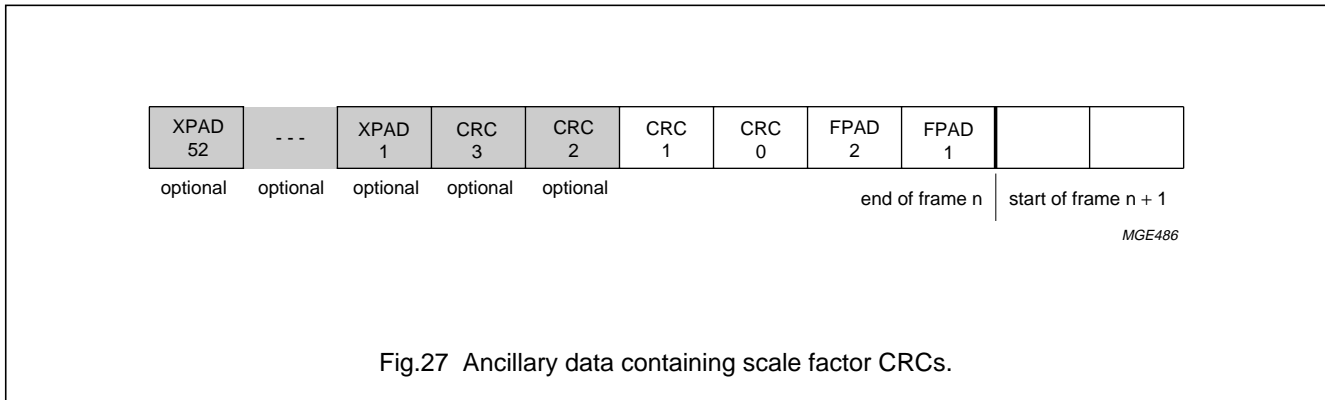 XPAD 52 - - - XPAD 1 CRC 3 CRC 2 CRC 1 CRC 0 FPAD 2 FPAD 1
optional optional optional optional optional
end of frame n start of frame n + 1
MGE486
Fig.27 Ancillary data containing scale factor CRCs.